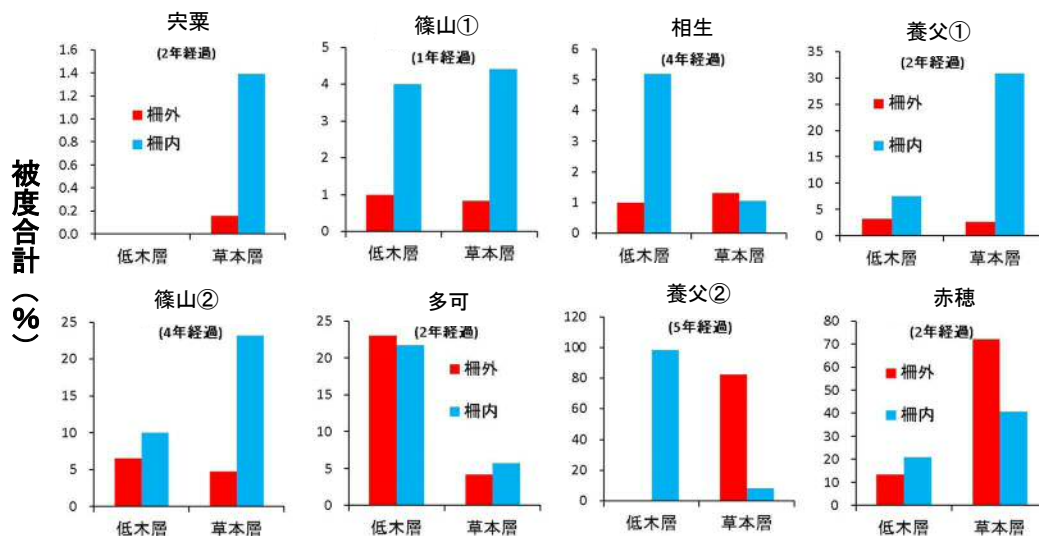 被度合計（%）
宍粟
(2年経過)
1.6
1.4
1.2
1.0
0.8
0.6
0.4
0.2
0.0
柵外
柵内
低木層 草本層
篠山①
(1年経過)
5
4
3
2
1
0
低木層 草本層
相生
(4年経過)
6
5
4
3
2
1
0
低木層 草本層
養父①
(2年経過)
35
30
25
20
15
10
5
0
柵外
柵内
低木層 草本層
篠山②
(4年経過)
25
20
15
10
5
0
低木層 草本層
多可
(2年経過)
25
20
15
10
5
0
柵外
柵内
低木層 草本層
養父②
(5年経過)
120
100
80
60
40
20
0
低木層 草本層
赤穂
(2年経過)
80
70
60
50
40
30
20
10
0
柵外
柵内
低木層 草本層